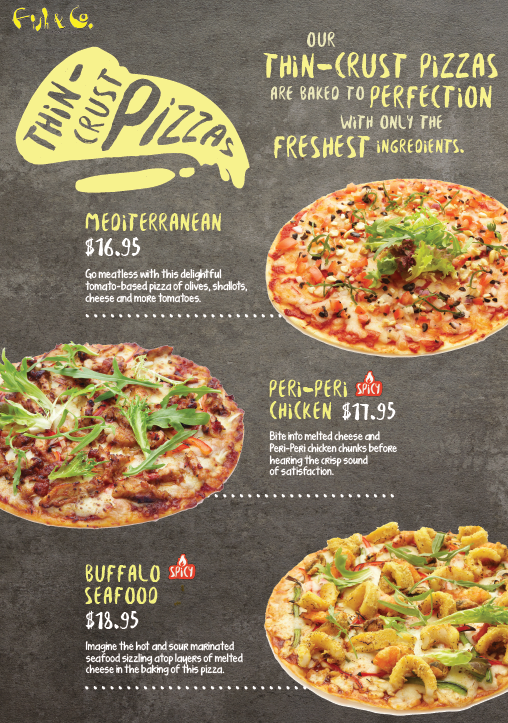 Fish & Co.
THIN-
CRUST
PIZZAS
OUR
THIN-CRUST PIZZAS
ARE BAKED TO PERFECTION
WITH ONLY THE
FRESHEST INGREDIENTS.
MEDITERRANEAN
$16.95
Go meatless with this delightful
tomato-based pizza of olives, shallots,
cheese and more tomatoes.
PERI-PERI SPICY
CHICKEN $17.95
Bite into melted cheese and
Peri-Peri chicken chunks before
hearing the crisp sound
of satisfaction.
BUFFALO SPICY
SEAFOOD
$18.95
Imagine the hot and sour marinated
seafood sizzling atop layers of melted
cheese in the baking of this pizza.